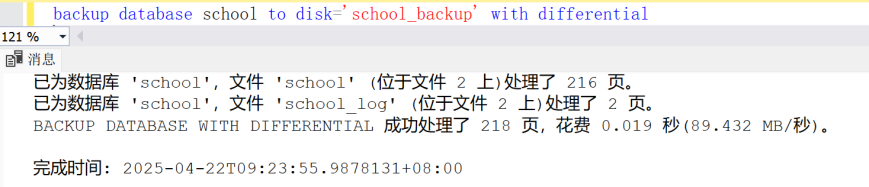 backup database school to disk='school_backup' with differential
121 %
消息
已为数据库 'school'，文件 'school' (位于文件 2 上)处理了 216 页。
已为数据库 'school'，文件 'school_log' (位于文件 2 上)处理了 2 页。
BACKUP DATABASE WITH DIFFERENTIAL 成功处理了 218 页，花费 0.019 秒(89.432 MB/秒)。
完成时间: 2025-04-22T09:23:55.9878131+08:00